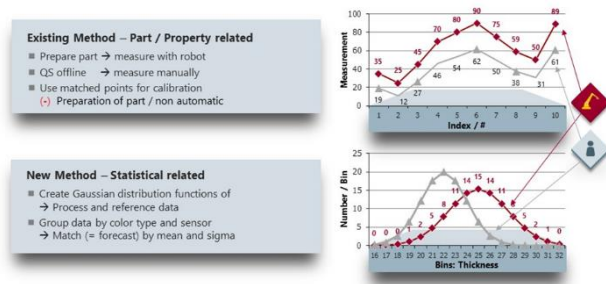 Existing Method – Part / Property related
Prepare part → measure with robot
QS offline → measure manually
Use matched points for calibration
(-) Preparation of part / non automatic
Measurement
100
80
60
40
20
0
35
25
45
70
80
90
75
59
50
89
19
12
27
46
54
62
50
38
31
61
1 2 3 4 5 6 7 8 9 10
Index / #
New Method – Statistical related
Create Gaussian distribution functions of
→ Process and reference data
Group data by color type and sensor
→ Match (= forecast) by mean and sigma
Number / Bin
25
20
15
10
5
0
0 0 0 1 2 5 8 11 14 15 14 11 8 5 2 1 0
16 17 18 19 20 21 22 23 24 25 26 27 28 29 30 31 32
Bins: Thickness